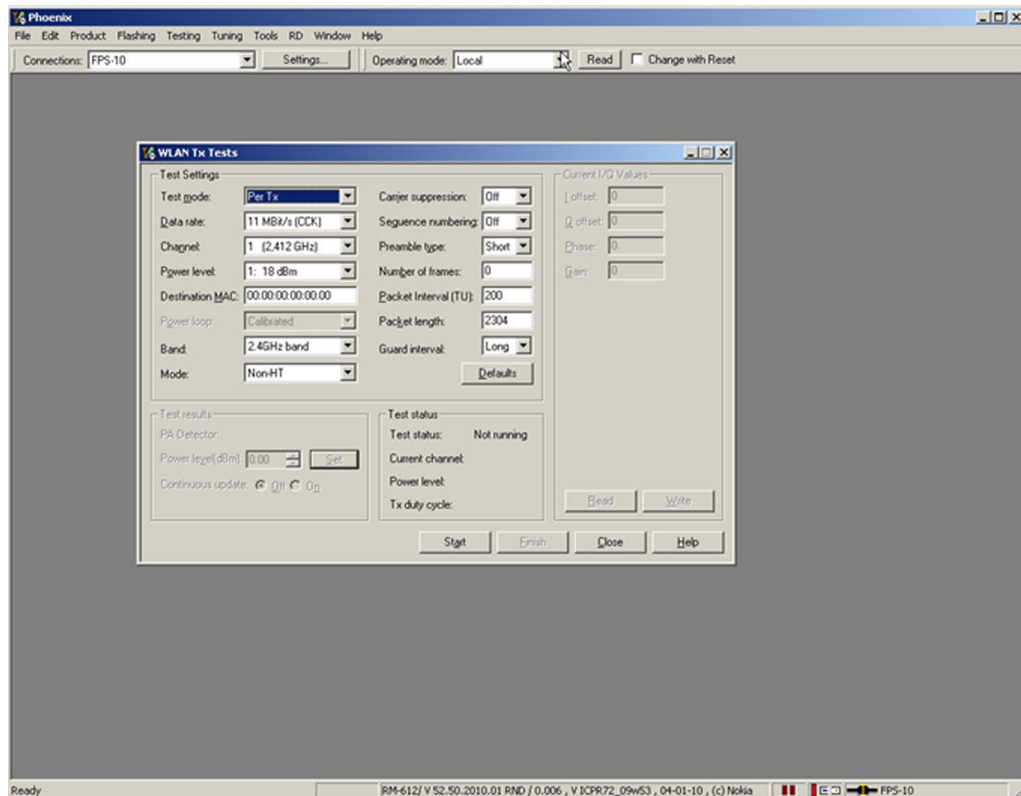 Phoenix
File Edit Product Flashing Testing Tuning Tools RD Window Help
Connections: FPS-10 Settings... Operating mode: Local Read Change with Reset
WLAN Tx Tests
Test Settings
Test mode: Per Tx Carrier suppression: Off
Data rate: 11 MBit/s (CCK) Sequence numbering: Off
Channel: 1 (2,412 GHz) Preamble type: Short
Power level: 1: 18 dBm Number of frames: 0
Destination MAC: 00:00:00:00:00:00 Packet Interval (TU): 200
Power loop: Calibrated Packet length: 2304
Band: 2.4GHz band Guard interval: Long
Mode: Non-HT Defaults
Current I/Q Values
I offset: 0
Q offset: 0
Phase: 0
Gain: 0
Read Write
Test results
PA Detector:
Power level(dBm): 0.00 Set
Continuous update: Off On
Test status
Test status: Not running
Current channel:
Power level:
Tx duty cycle:
Start Finish Close Help
Ready RM-612/ V 52.50.2010.01 RND / 0.006 , V ICPR72_09w53 , 04-01-10 , (c) Nokia FPS-10